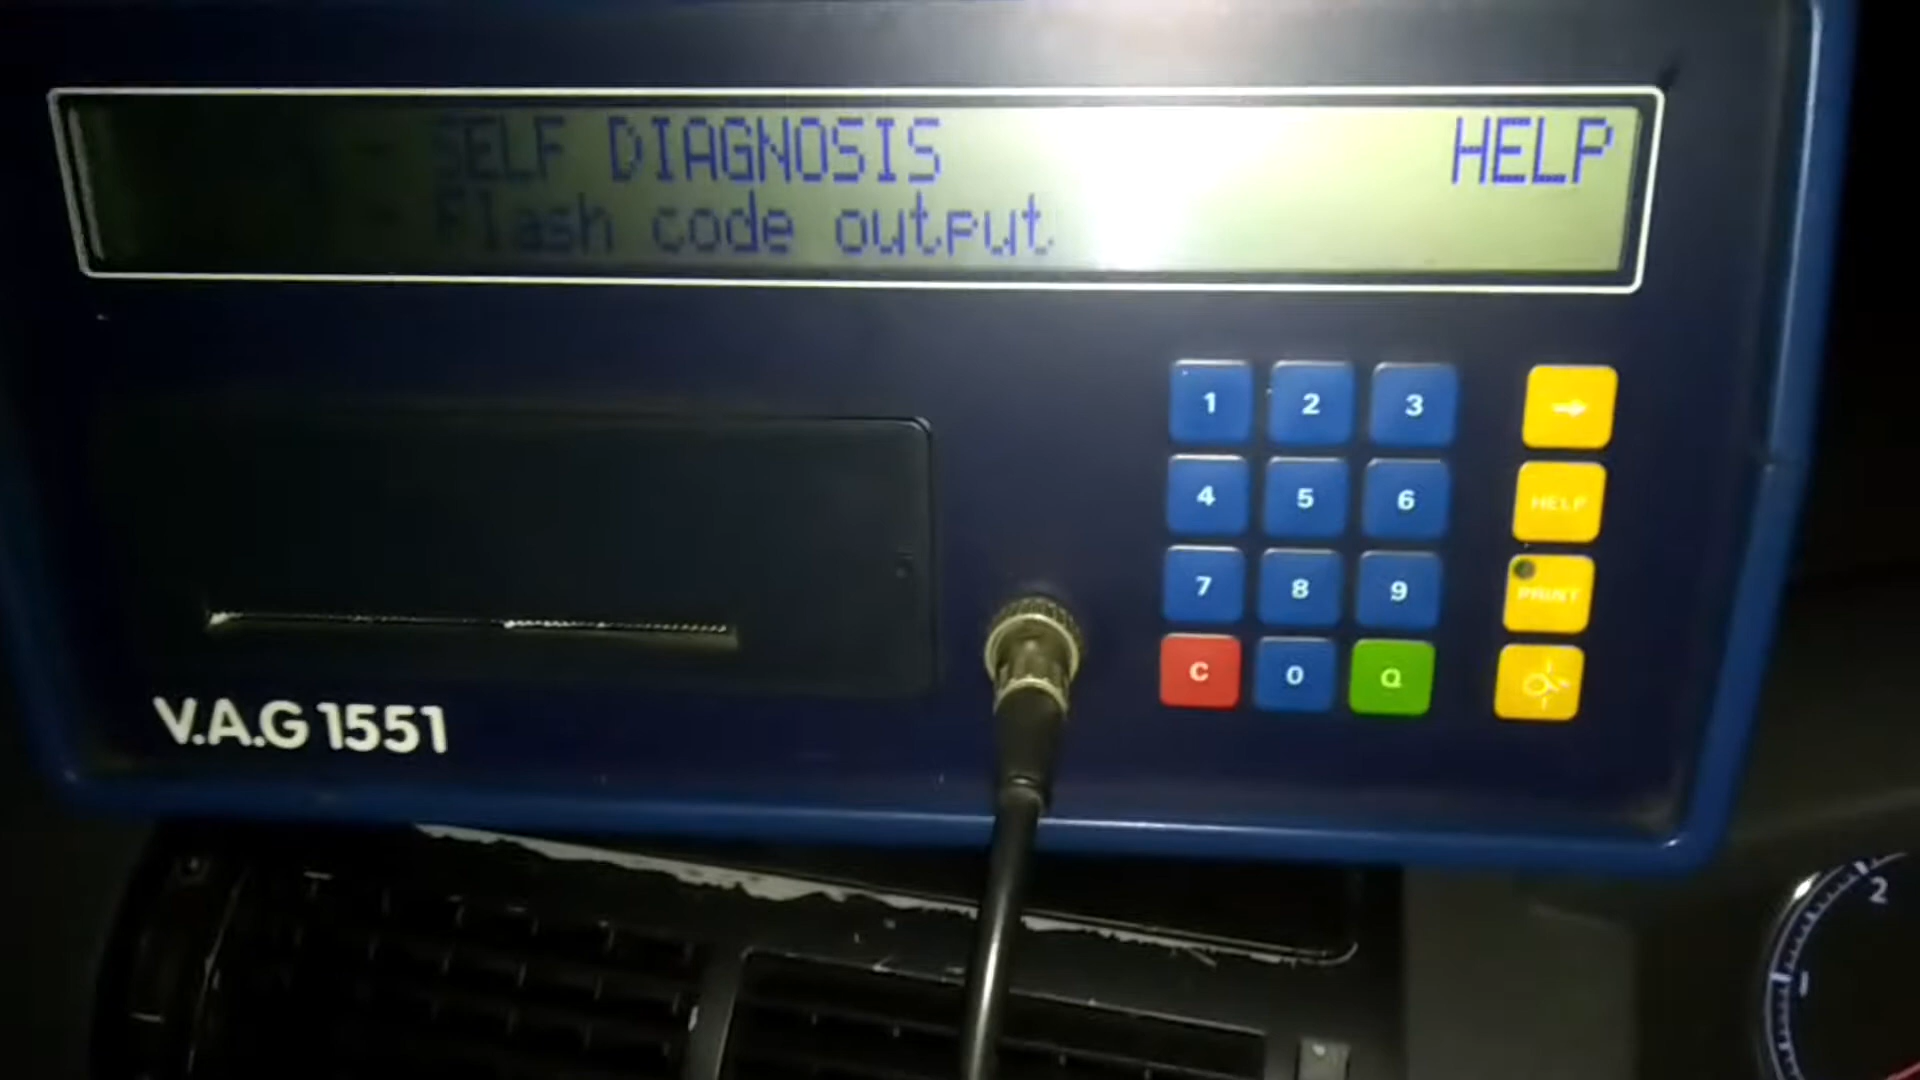 SELF DIAGNOSIS HELP
Flash code output
1 2 3
4 5 6
HELP
7 8 9
PRINT
C 0 Q
V.A.G 1551
2